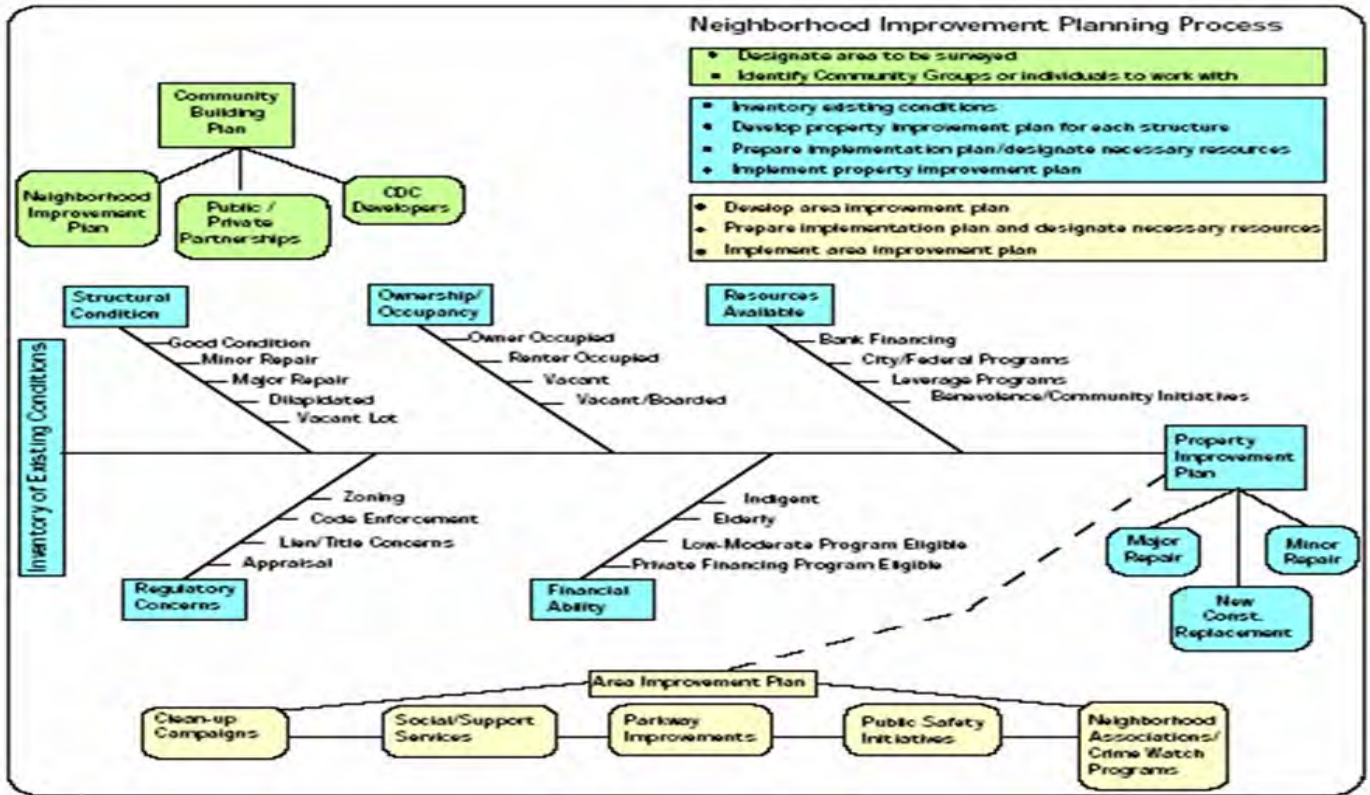 Neighborhood Improvement Planning Process
• Designate area to be surveyed
• Identify Community Groups or individuals to work with
• Inventory existing conditions
• Develop property improvement plan for each structure
• Prepare implementation plan/designate necessary resources
• Implement property improvement plan
• Develop area improvement plan
• Prepare implementation plan and designate necessary resources
• Implement area improvement plan
Community
Building
Plan
Neighborhood
Improvement
Plan
Public /
Private
Partnerships
CDC
Developers
Inventory of Existing Conditions
Structural
Condition
Good Condition
Minor Repair
Major Repair
Dilapidated
Vacant Lot
Ownership/
Occupancy
Owner Occupied
Renter Occupied
Vacant
Vacant/Boarded
Resources
Available
Bank Financing
City/Federal Programs
Leverage Programs
Benevolence/Community Initiatives
Zoning
Code Enforcement
Lien/Title Concerns
Appraisal
Regulatory
Concerns
Indigent
Elderly
Low-Moderate Program Eligible
Private Financing Program Eligible
Financial
Ability
Property
Improvement
Plan
Major
Repair
Minor
Repair
New
Const.
Replacement
Area Improvement Plan
Clean-up
Campaigns
Social/Support
Services
Parkway
Improvements
Public Safety
Initiatives
Neighborhood
Associations/
Crime Watch
Programs